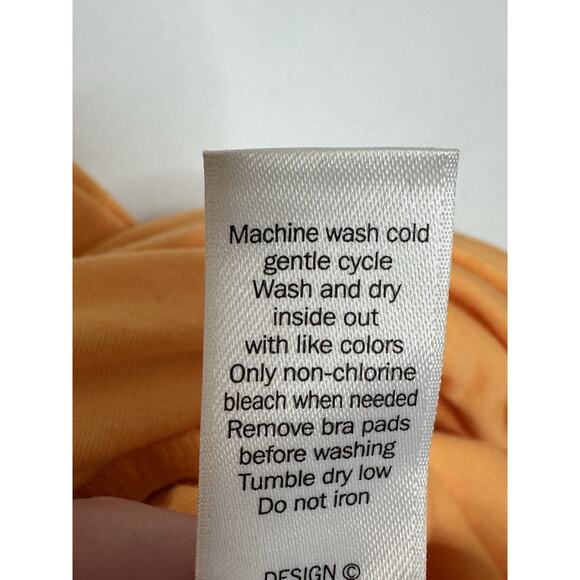 Machine wash cold
gentle cycle
Wash and dry
inside out
with like colors
Only non-chlorine
bleach when needed
Remove bra pads
before washing
Tumble dry low
Do not iron
DESIGN ©